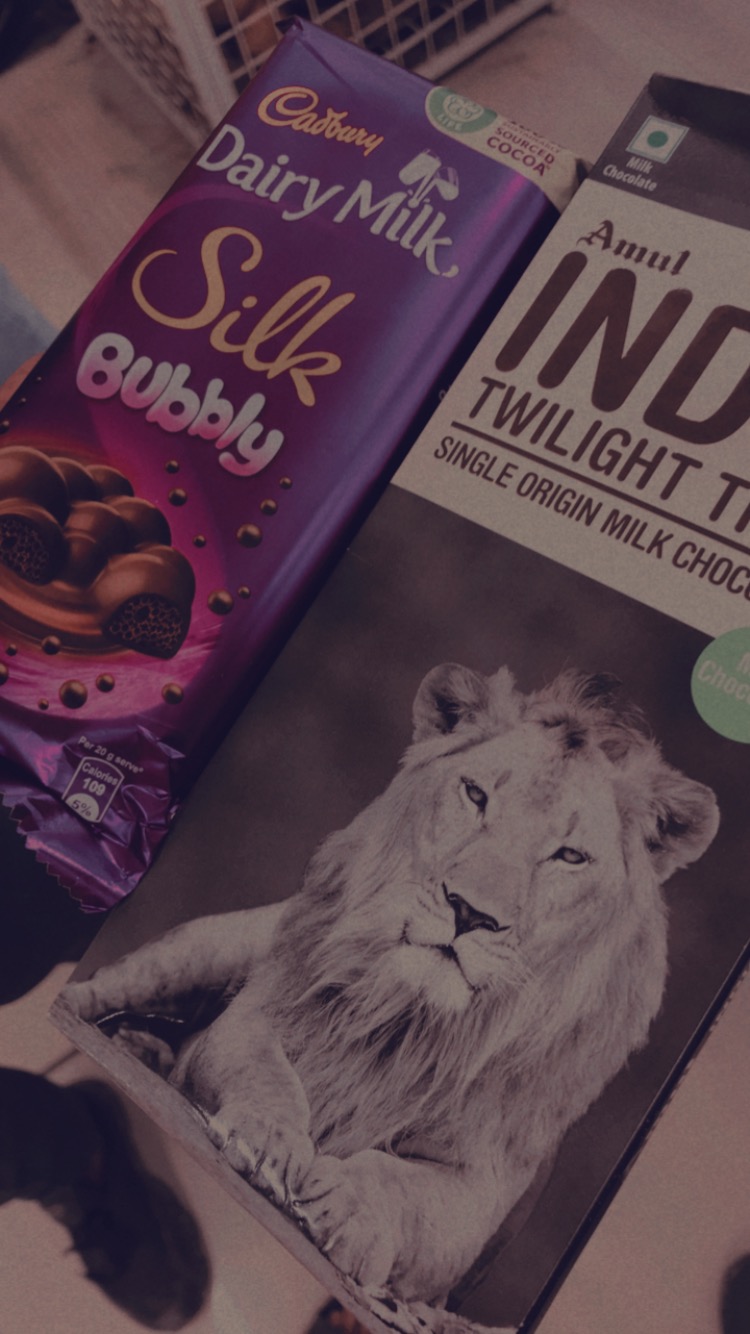 Cadbury
Dairy Milk
Silk
Bubbly
LIFE
SOURCED
COCOA
Per 20 g serve*
Calories
109
5%
Milk
Chocolate
Amul
IND
TWILIGHT
SINGLE ORIGIN MILK